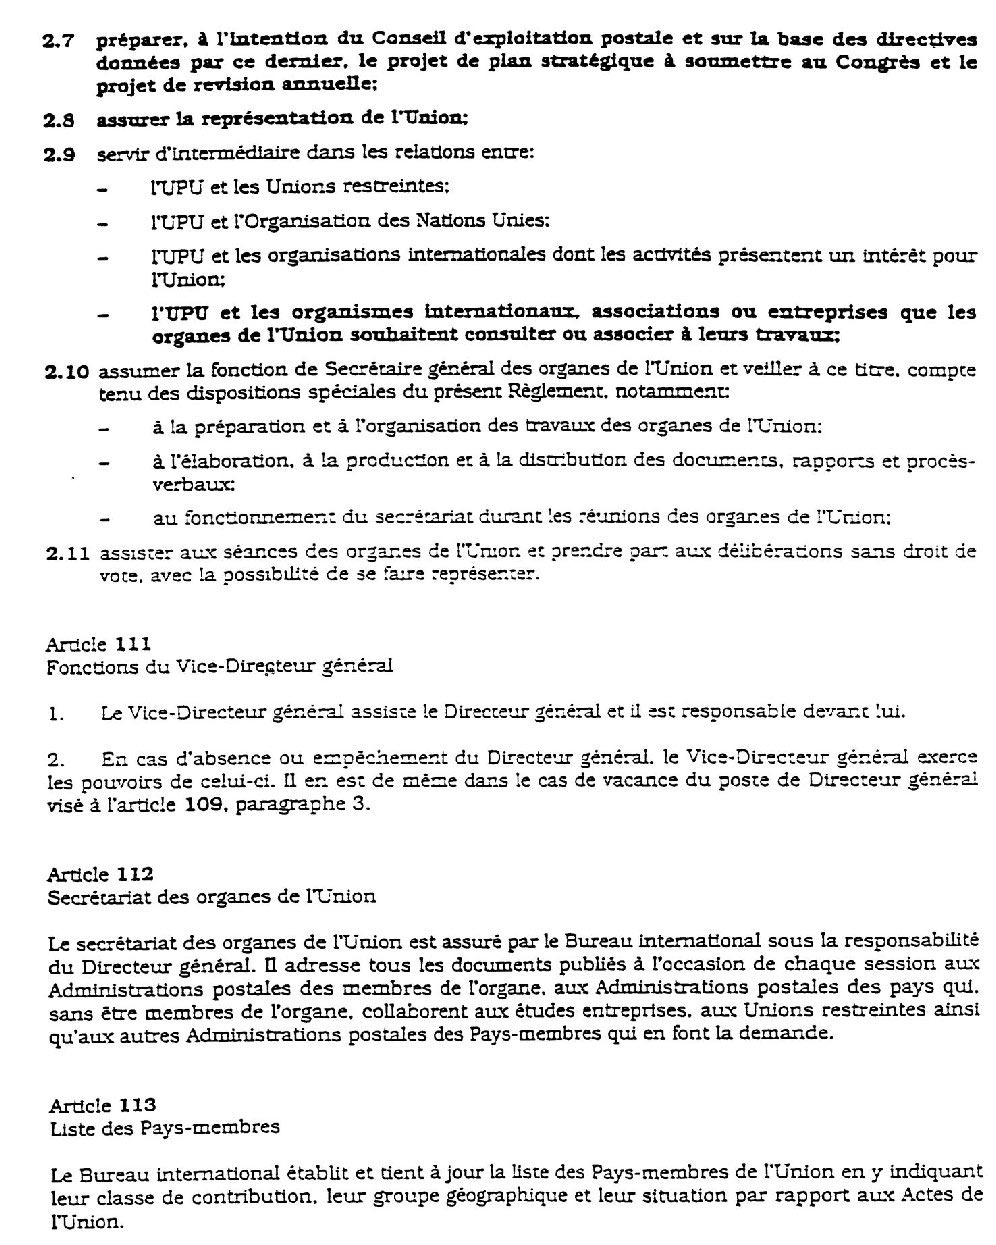 2.7 préparer, à l'intention du Conseil d'exploitation postale et sur la base des directives
données par ce dernier, le projet de plan stratégique à soumettre au Congrès et le
projet de revision annuelle;
2.8 assurer la représentation de l'Union;
2.9 servir d'intermédiaire dans les relations entre:
– l'UPU et les Unions restreintes;
– l'UPU et l'Organisation des Nations Unies;
– l'UPU et les organisations internationales dont les activités présentent un intérêt pour
l'Union;
– l'UPU et les organismes internationaux, associations ou entreprises que les
organes de l'Union souhaitent consulter ou associer à leurs travaux;
2.10 assumer la fonction de Secrétaire général des organes de l'Union et veiller à ce titre, compte
tenu des dispositions spéciales du présent Règlement, notamment:
– à la préparation et à l'organisation des travaux des organes de l'Union;
– à l'élaboration, à la production et à la distribution des documents, rapports et procès-
verbaux;
– au fonctionnement du secrétariat durant les réunions des organes de l'Union;
2.11 assister aux séances des organes de l'Union et prendre part aux délibérations sans droit de
vote, avec la possibilité de se faire représenter.
Article 111
Fonctions du Vice-Directeur général
1. Le Vice-Directeur général assiste le Directeur général et il est responsable devant lui.
2. En cas d'absence ou empêchement du Directeur général, le Vice-Directeur général exerce
les pouvoirs de celui-ci. Il en est de même dans le cas de vacance du poste de Directeur général
visé à l'article 109, paragraphe 3.
Article 112
Secrétariat des organes de l'Union
Le secrétariat des organes de l'Union est assuré par le Bureau international sous la responsabilité
du Directeur général. Il adresse tous les documents publiés à l'occasion de chaque session aux
Administrations postales des membres de l'organe, aux Administrations postales des pays qui,
sans être membres de l'organe, collaborent aux études entreprises, aux Unions restreintes ainsi
qu'aux autres Administrations postales des Pays-membres qui en font la demande.
Article 113
Liste des Pays-membres
Le Bureau international établit et tient à jour la liste des Pays-membres de l'Union en y indiquant
leur classe de contribution, leur groupe géographique et leur situation par rapport aux Actes de
l'Union.